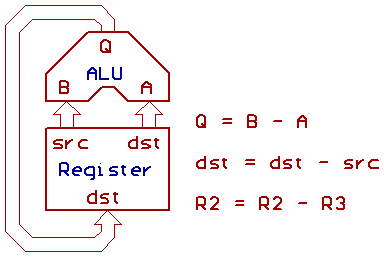 Q
ALU
B A
src dst
Register
dst
Q = B - A
dst = dst - src
R2 = R2 - R3